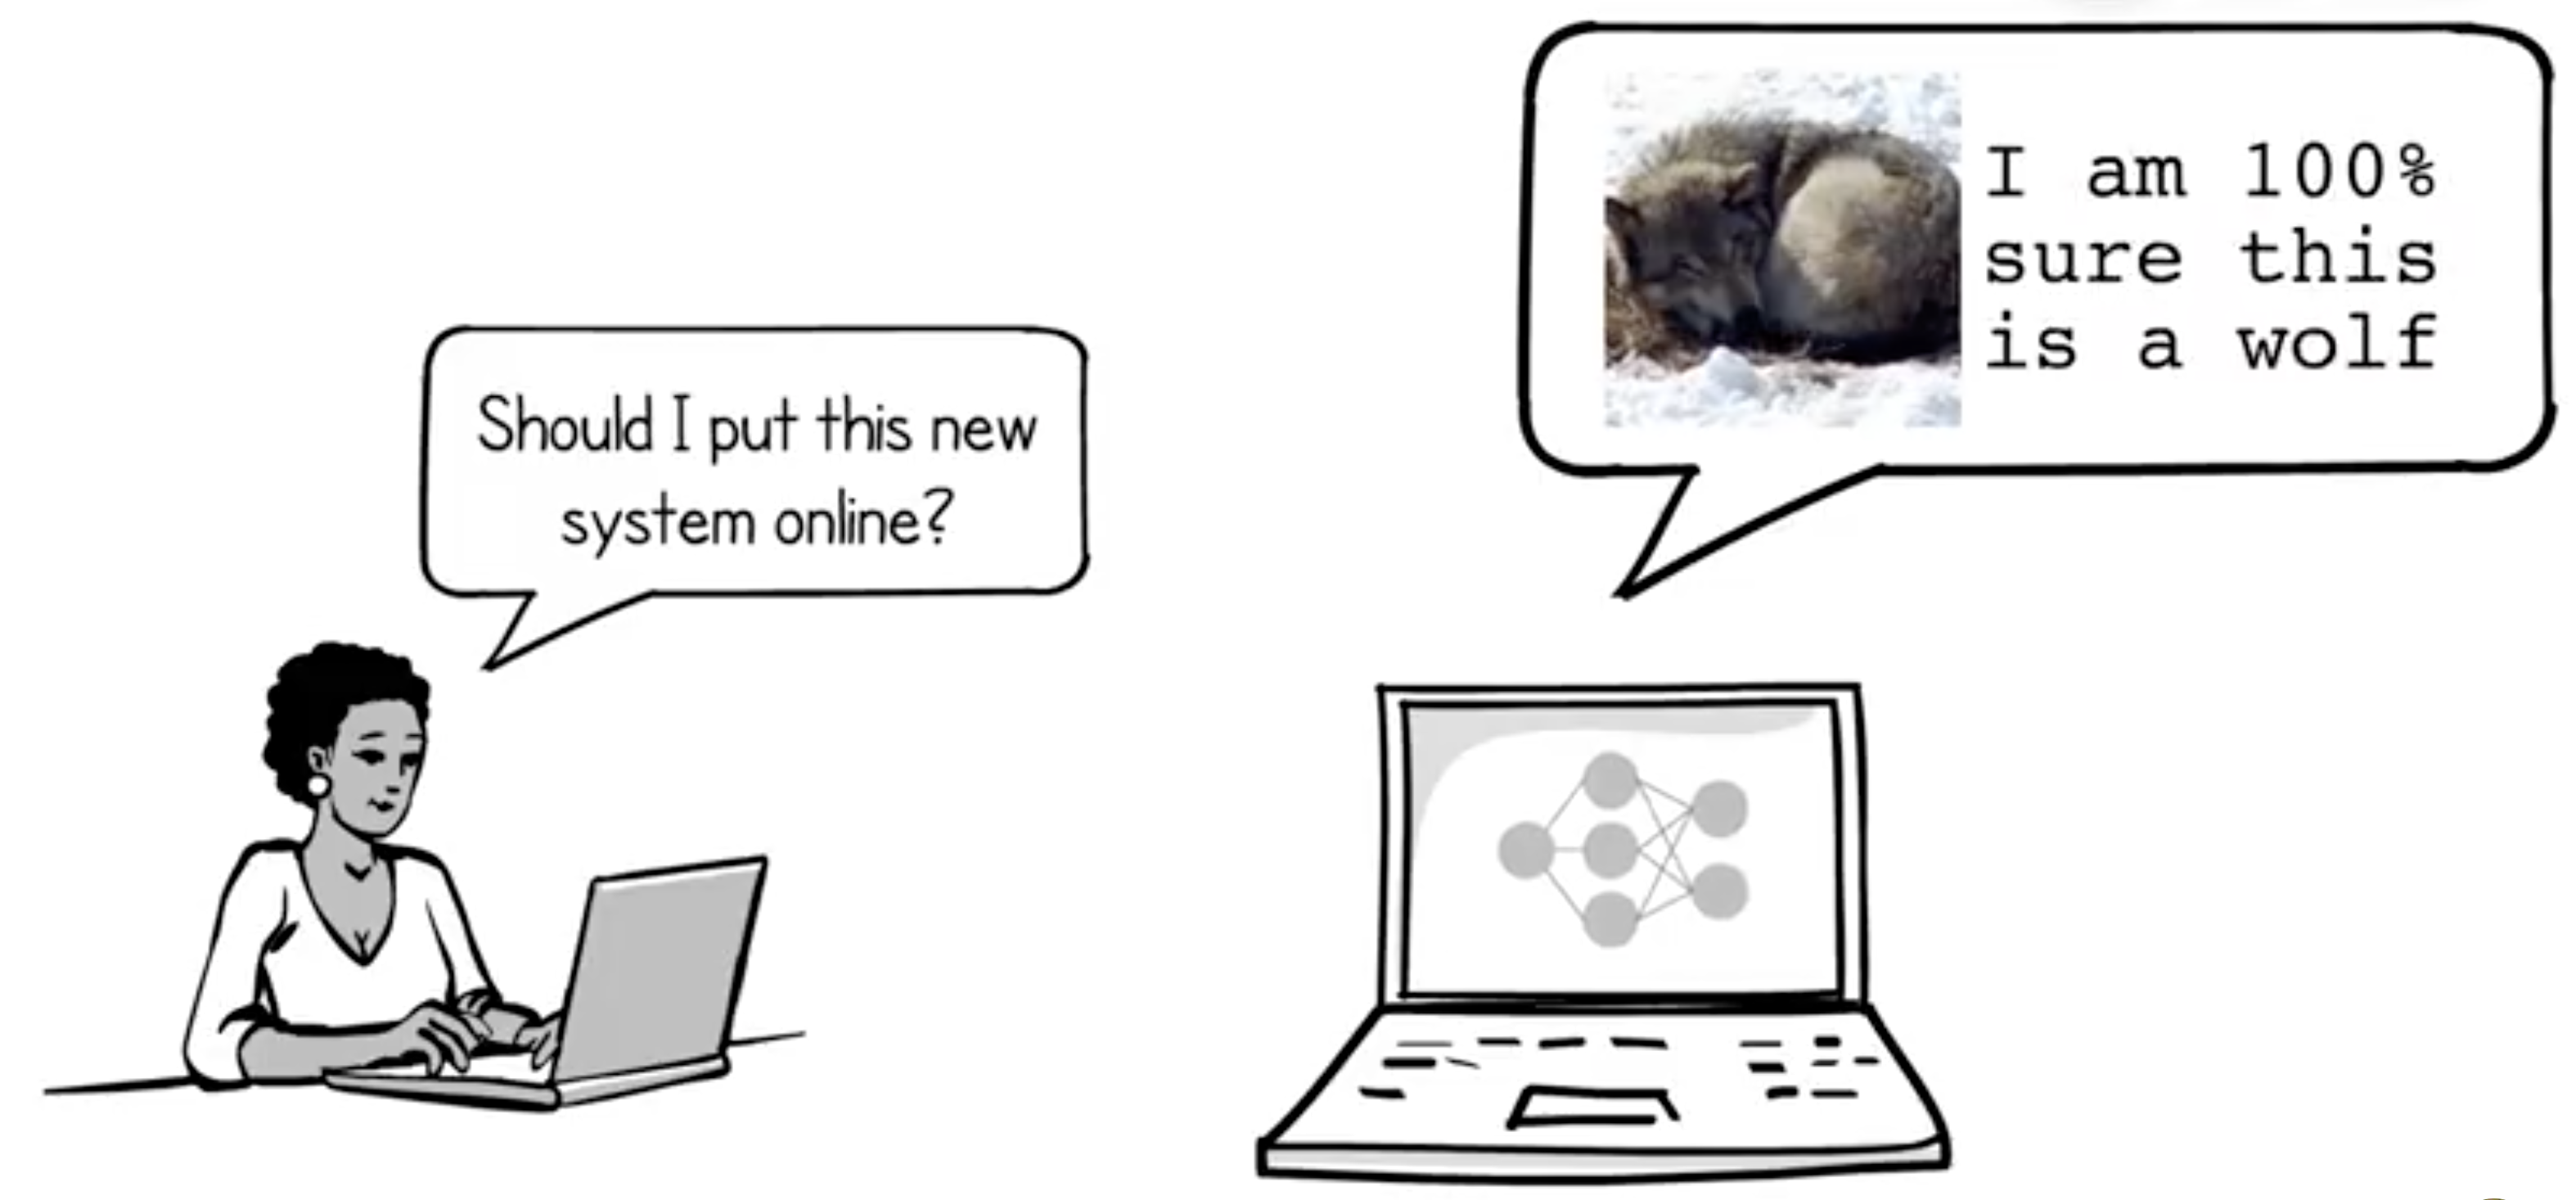 Should I put this new
system online?
I am 100%
sure this
is a wolf